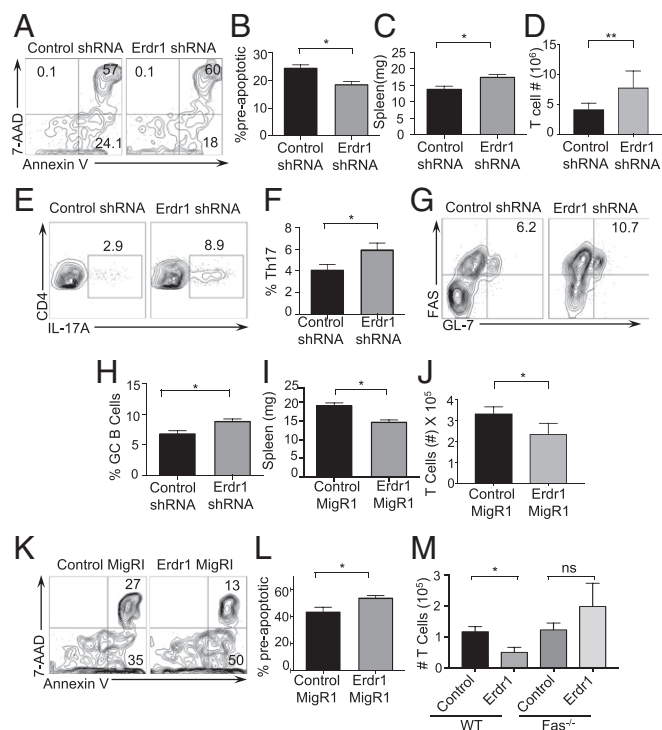 A
Control shRNA Erdr1 shRNA
0.1 57 0.1 60
24.1 18
7-AAD
Annexin V
B
%pre-apoptotic
30
20
10
0
*
Control shRNA
Erdr1 shRNA
C
Spleen(mg)
25
20
15
10
5
0
*
Control shRNA
Erdr1 shRNA
D
T cell # (10⁶)
15
10
5
0
**
Control shRNA
Erdr1 shRNA
E
Control shRNA Erdr1 shRNA
2.9 8.9
CD4
IL-17A
F
% Th17
8
6
4
2
0
*
Control shRNA
Erdr1 shRNA
G
Control shRNA Erdr1 shRNA
6.2 10.7
FAS
GL-7
H
% GC B Cells
15
10
5
0
*
Control shRNA
Erdr1 shRNA
I
Spleen (mg)
25
20
15
10
5
0
*
Control MigR1
Erdr1 MigR1
J
T Cells (#) X 10⁵
4
3
2
1
0
*
Control MigR1
Erdr1 MigR1
K
Control MigRI Erdr1 MigRI
27 13
35 50
7-AAD
Annexin V
L
% pre-apoptotic
80
60
40
20
0
*
Control MigR1
Erdr1 MigR1
M
# T Cells (10⁵)
3
2
1
0
* ns
Control Erdr1 Control Erdr1
WT Fas-/-